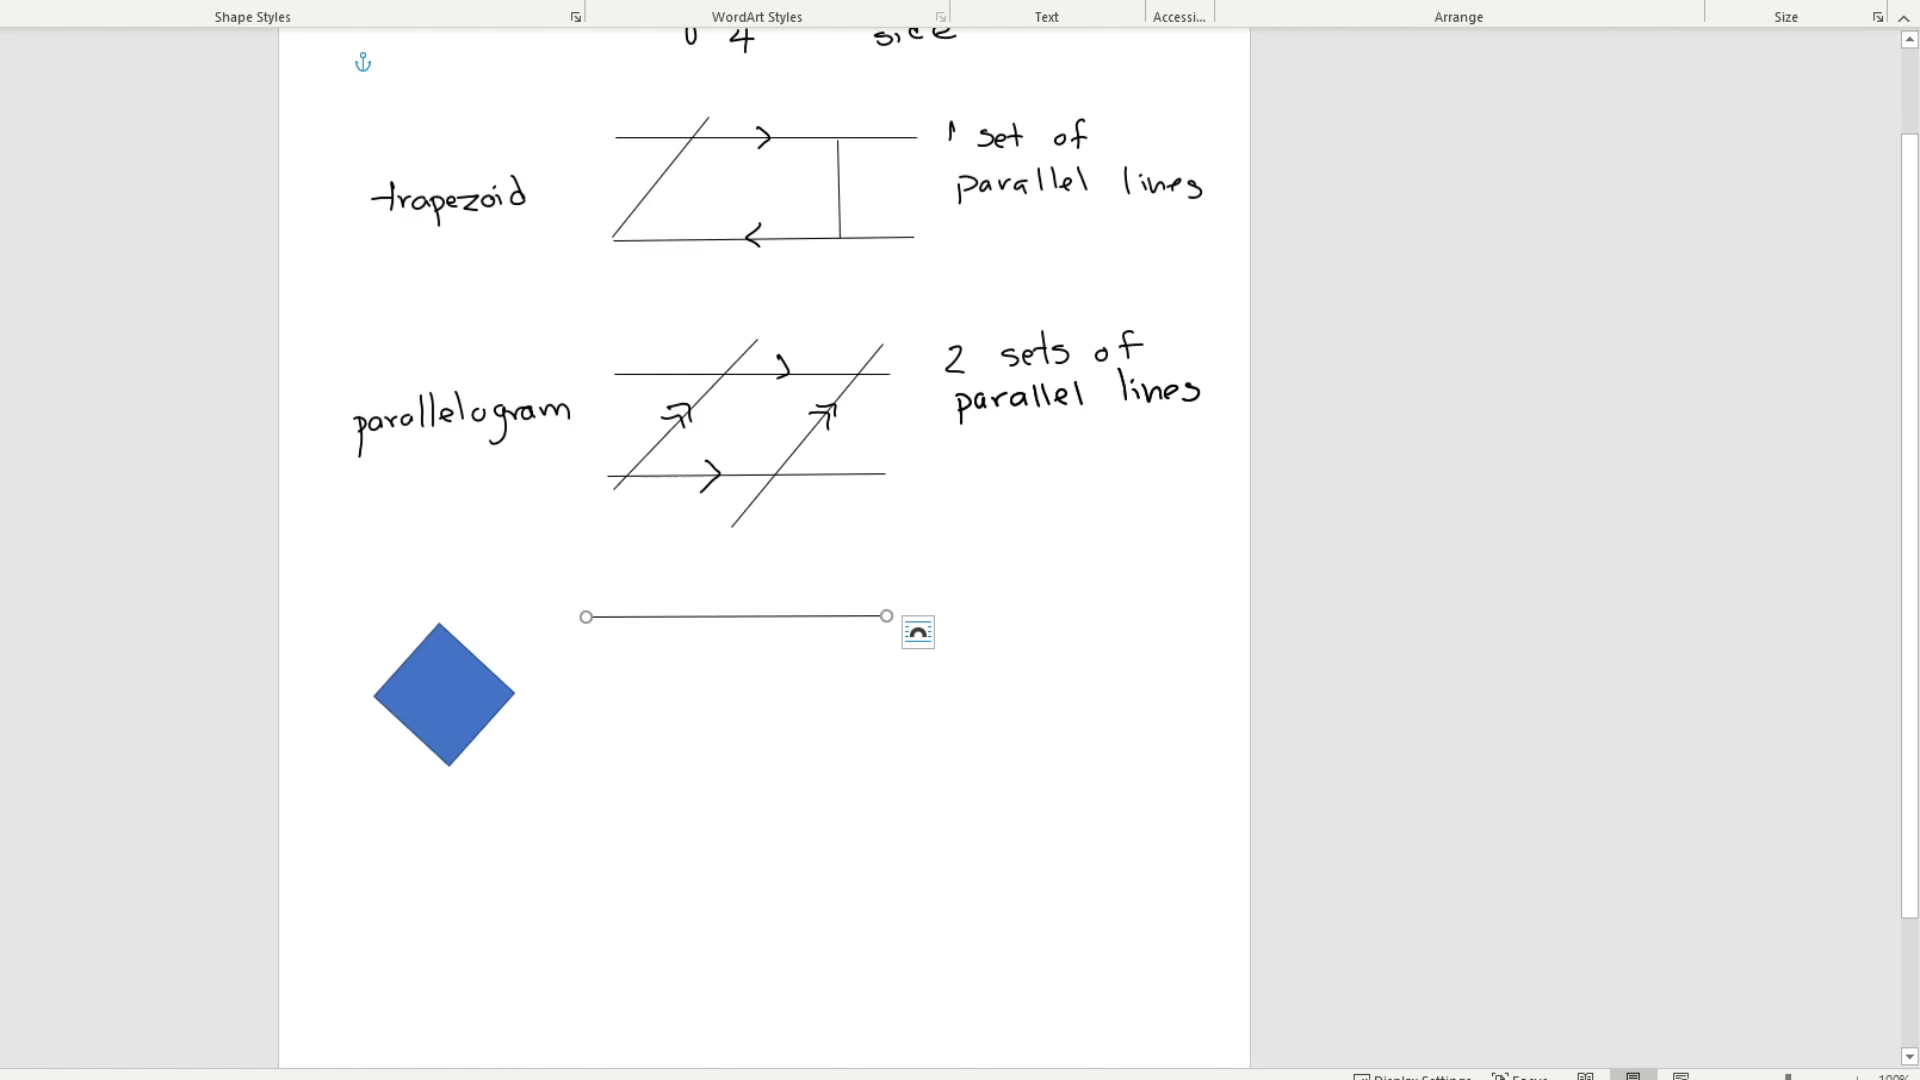 Shape Styles
WordArt Styles
Text
Accessi...
Arrange
Size
4
trapezoid
1 set of
parallel lines
parallelogram
2 sets of
parallel lines